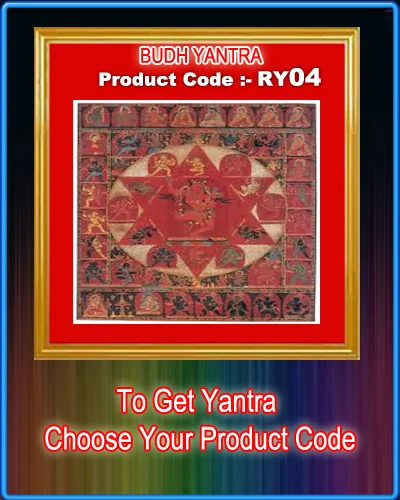 BUDH YANTRA
Product Code :- RY04
To Get Yantra
Choose Your Product Code